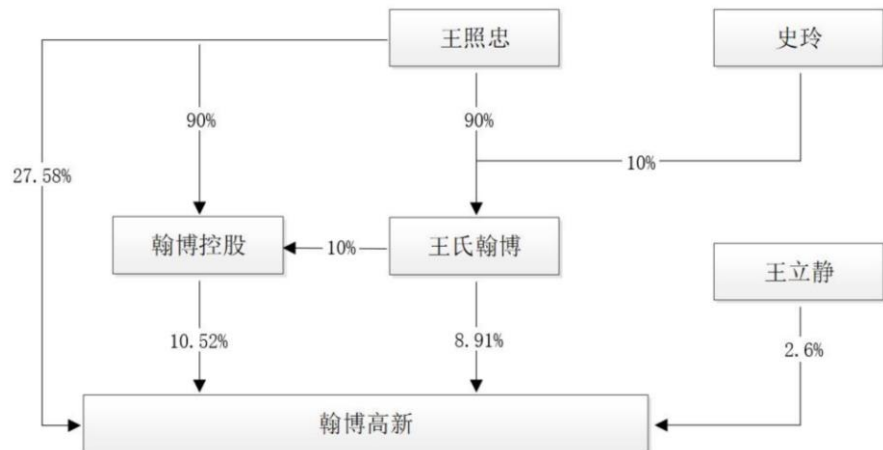 王照忠
史玲
90%
90%
10%
27.58%
翰博控股
10%
王氏翰博
王立静
10.52%
8.91%
2.6%
翰博高新